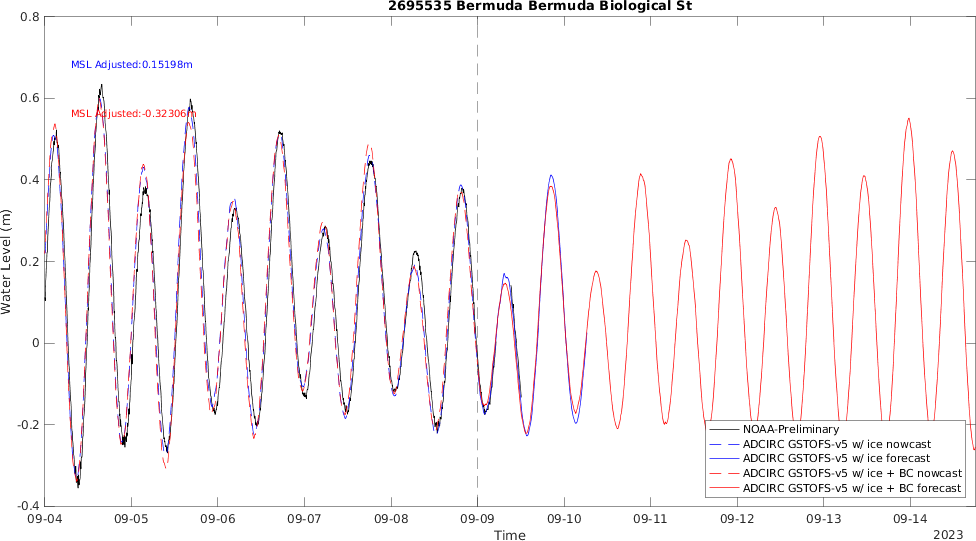 2695535 Bermuda Bermuda Biological St
0.8
0.6
0.4
0.2
0
-0.2
-0.4
Water Level (m)
MSL Adjusted:0.15198m
MSL Adjusted:-0.32306m
NOAA-Preliminary
ADCIRC GSTOFS-v5 w/ ice nowcast
ADCIRC GSTOFS-v5 w/ ice forecast
ADCIRC GSTOFS-v5 w/ ice + BC nowcast
ADCIRC GSTOFS-v5 w/ ice + BC forecast
09-04 09-05 09-06 09-07 09-08 09-09 09-10 09-11 09-12 09-13 09-14
Time
2023